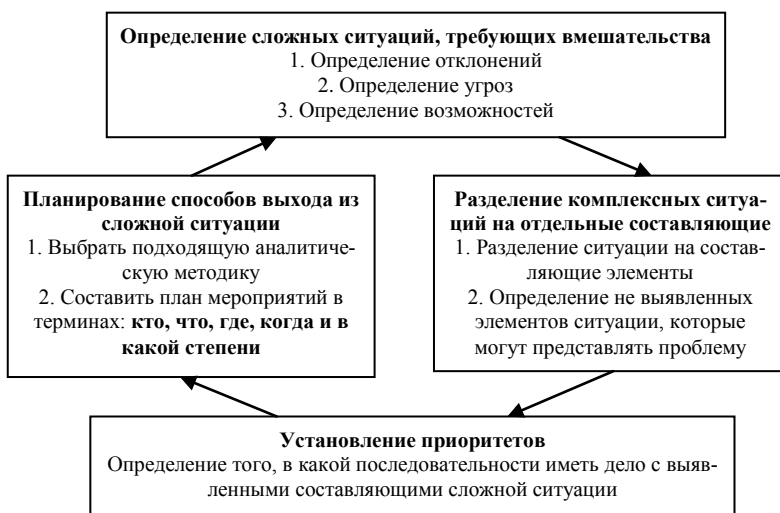 Определение сложных ситуаций, требующих вмешательства
1. Определение отклонений
2. Определение угроз
3. Определение возможностей
Планирование способов выхода из
сложной ситуации
1. Выбрать подходящую аналитиче-
скую методику
2. Составить план мероприятий в
терминах: кто, что, где, когда и в
какой степени
Разделение комплексных ситу-
аций на отдельные составляющие
1. Разделение ситуации на состав-
ляющие элементы
2. Определение не выявленных
элементов ситуации, которые
могут представлять проблему
Установление приоритетов
Определение того, в какой последовательности иметь дело с выяв-
ленными составляющими сложной ситуации